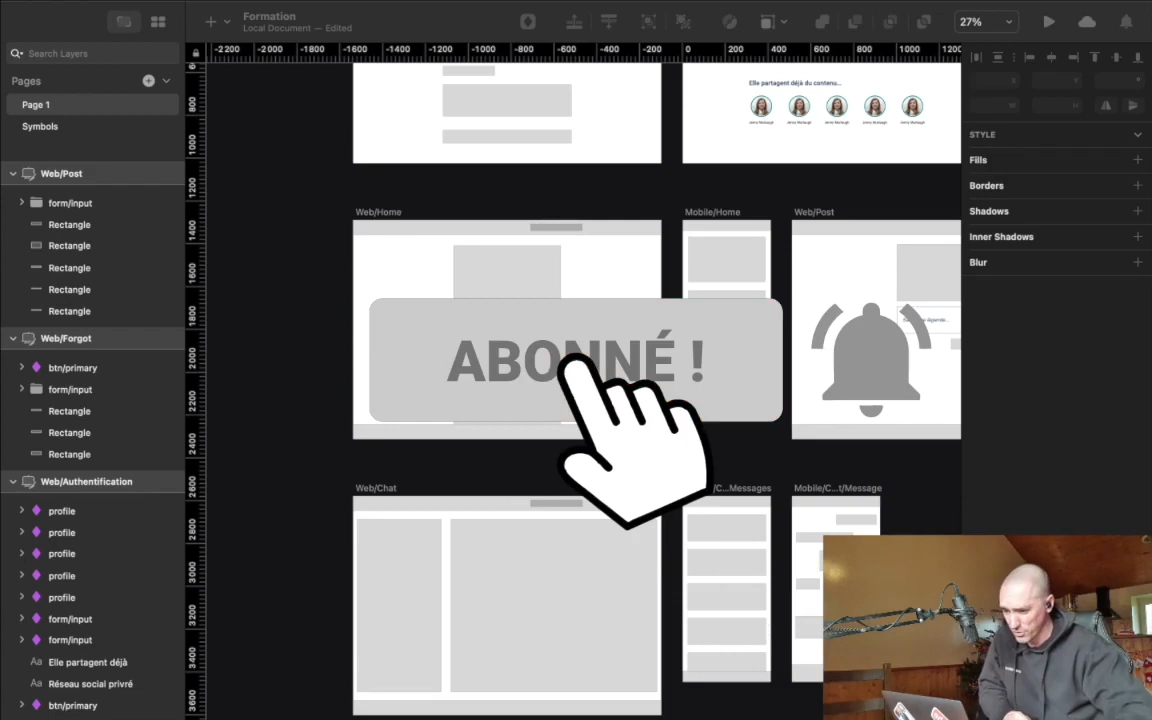 Formation
Local Document — Edited
27%
Search Layers
-2200 -2000 -1800 -1600 -1400 -1200 -1000 -800 -600 -400 -200 0 200 400 600 800 1000 1200
Pages
Page 1
Symbols
Web/Post
form/input
Rectangle
Rectangle
Rectangle
Rectangle
Rectangle
Web/Forgot
btn/primary
form/input
Rectangle
Rectangle
Rectangle
Web/Authentification
profile
profile
profile
profile
profile
form/input
form/input
Aa Elle partagent déjà
Aa Réseau social privré
btn/primary
800
1000
1200
1400
1600
1800
2000
2200
2400
2600
2800
3000
3200
3400
3600
Elle partagent déjà du contenu...
Web/Home
Mobile/Home
Web/Post
ABONNÉ !
Web/Chat
/C...Messages
Mobile/C...t/Message
STYLE
Fills
Borders
Shadows
Inner Shadows
Blur